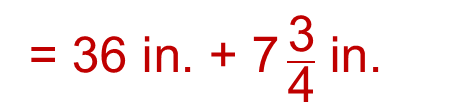 = 36 in. + 7 3/4 in.